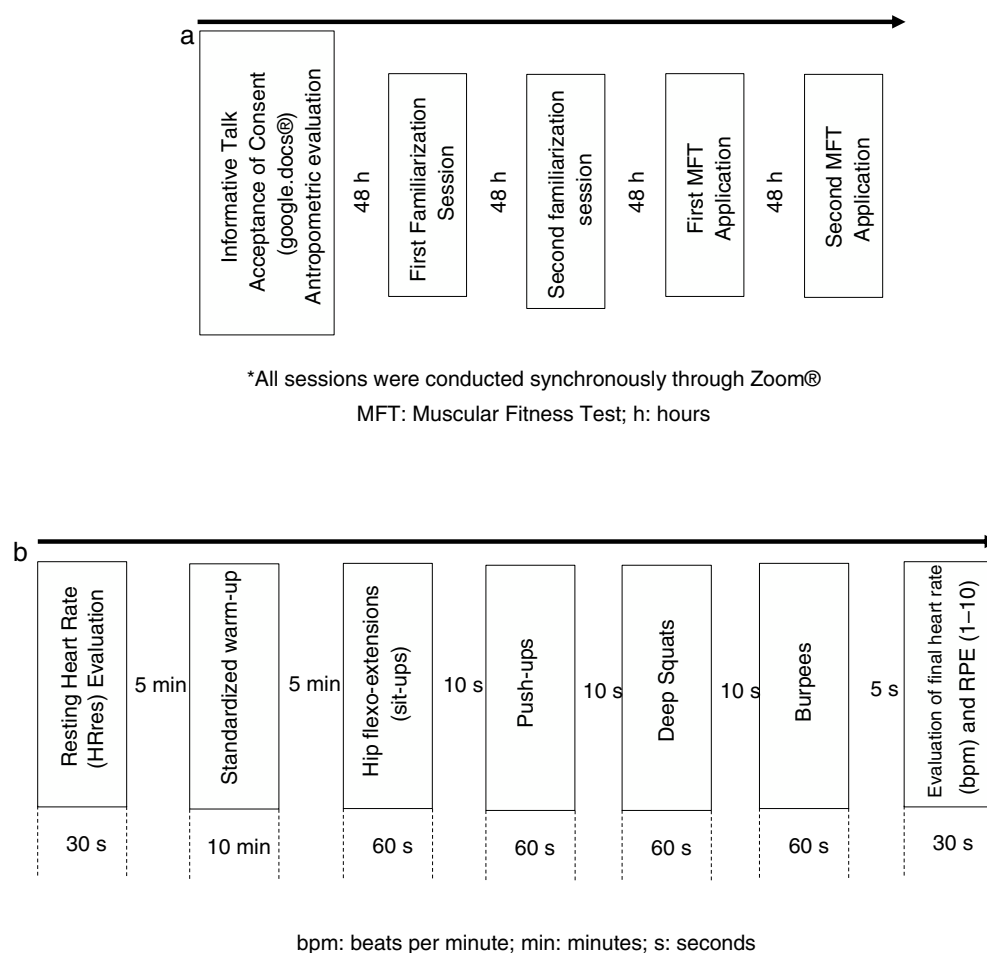 a
Informative Talk
Acceptance of Consent
(google.docs®)
Antropometric evaluation
48 h
First Familiarization
Session
48 h
Second familiarization
session
48 h
First MFT
Application
48 h
Second MFT
Application
*All sessions were conducted synchronously through Zoom®
MFT: Muscular Fitness Test; h: hours
b
Resting Heart Rate
(HRres) Evaluation
5 min
Standardized warm-up
5 min
Hip flexo-extensions
(sit-ups)
10 s
Push-ups
10 s
Deep Squats
10 s
Burpees
5 s
Evaluation of final heart rate
(bpm) and RPE (1–10)
30 s
10 min
60 s
60 s
60 s
60 s
30 s
bpm: beats per minute; min: minutes; s: seconds